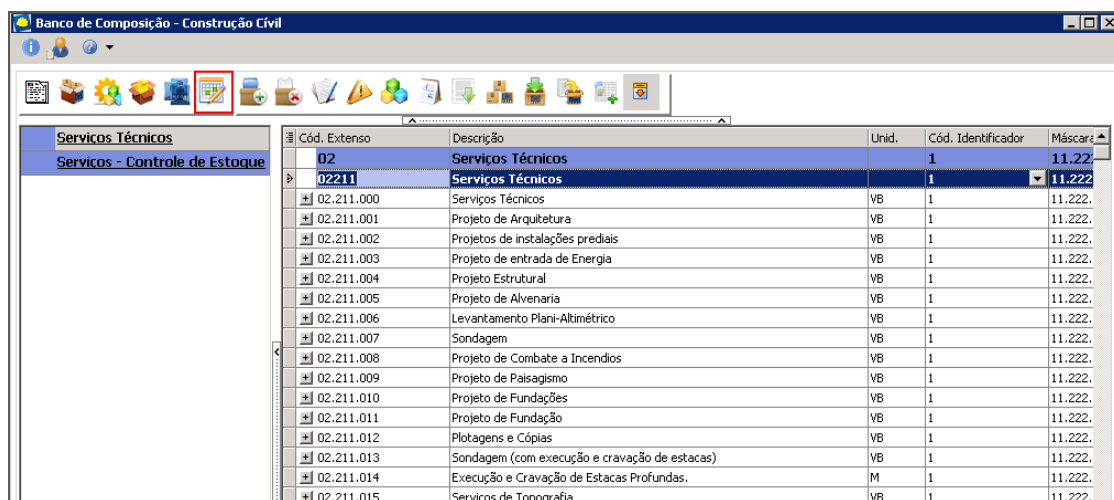 Banco de Composição - Construção Cívil
Serviços Técnicos
Serviços - Controle de Estoque
Cód. Extenso Descrição Unid. Cód. Identificador Máscara
02 Serviços Técnicos 1 11.222
02211 Serviços Técnicos 1 11.222
02.211.000 Serviços Técnicos VB 1 11.222.
02.211.001 Projeto de Arquitetura VB 1 11.222.
02.211.002 Projetos de instalações prediais VB 1 11.222.
02.211.003 Projeto de entrada de Energia VB 1 11.222.
02.211.004 Projeto Estrutural VB 1 11.222.
02.211.005 Projeto de Alvenaria VB 1 11.222.
02.211.006 Levantamento Plani-Altimétrico VB 1 11.222.
02.211.007 Sondagem VB 1 11.222.
02.211.008 Projeto de Combate a Incendios VB 1 11.222.
02.211.009 Projeto de Paisagismo VB 1 11.222.
02.211.010 Projeto de Fundações VB 1 11.222.
02.211.011 Projeto de Fundação VB 1 11.222.
02.211.012 Plotagens e Cópias VB 1 11.222.
02.211.013 Sondagem (com execução e cravação de estacas) VB 1 11.222.
02.211.014 Execução e Cravação de Estacas Profundas. M 1 11.222.
02.211.015 Serviços de Topografia VB 1 11.222.